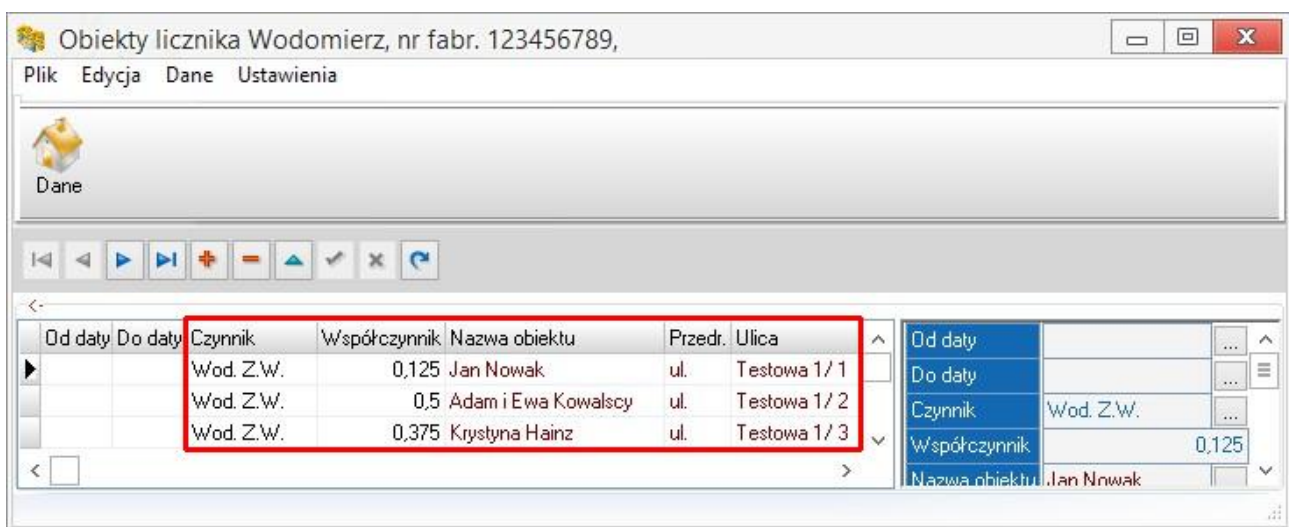 Obiekty licznika Wodomierz, nr fabr. 123456789,
Plik Edycja Dane Ustawienia
Dane
Od daty Do daty Czynnik Współczynnik Nazwa obiektu Przedr. Ulica
Wod. Z.W. 0,125 Jan Nowak ul. Testowa 1/ 1
Wod. Z.W. 0,5 Adam i Ewa Kowalscy ul. Testowa 1/ 2
Wod. Z.W. 0,375 Krystyna Hainz ul. Testowa 1/ 3
Od daty ...
Do daty ...
Czynnik Wod. Z.W. ...
Współczynnik 0,125
Nazwa obiektu Jan Nowak